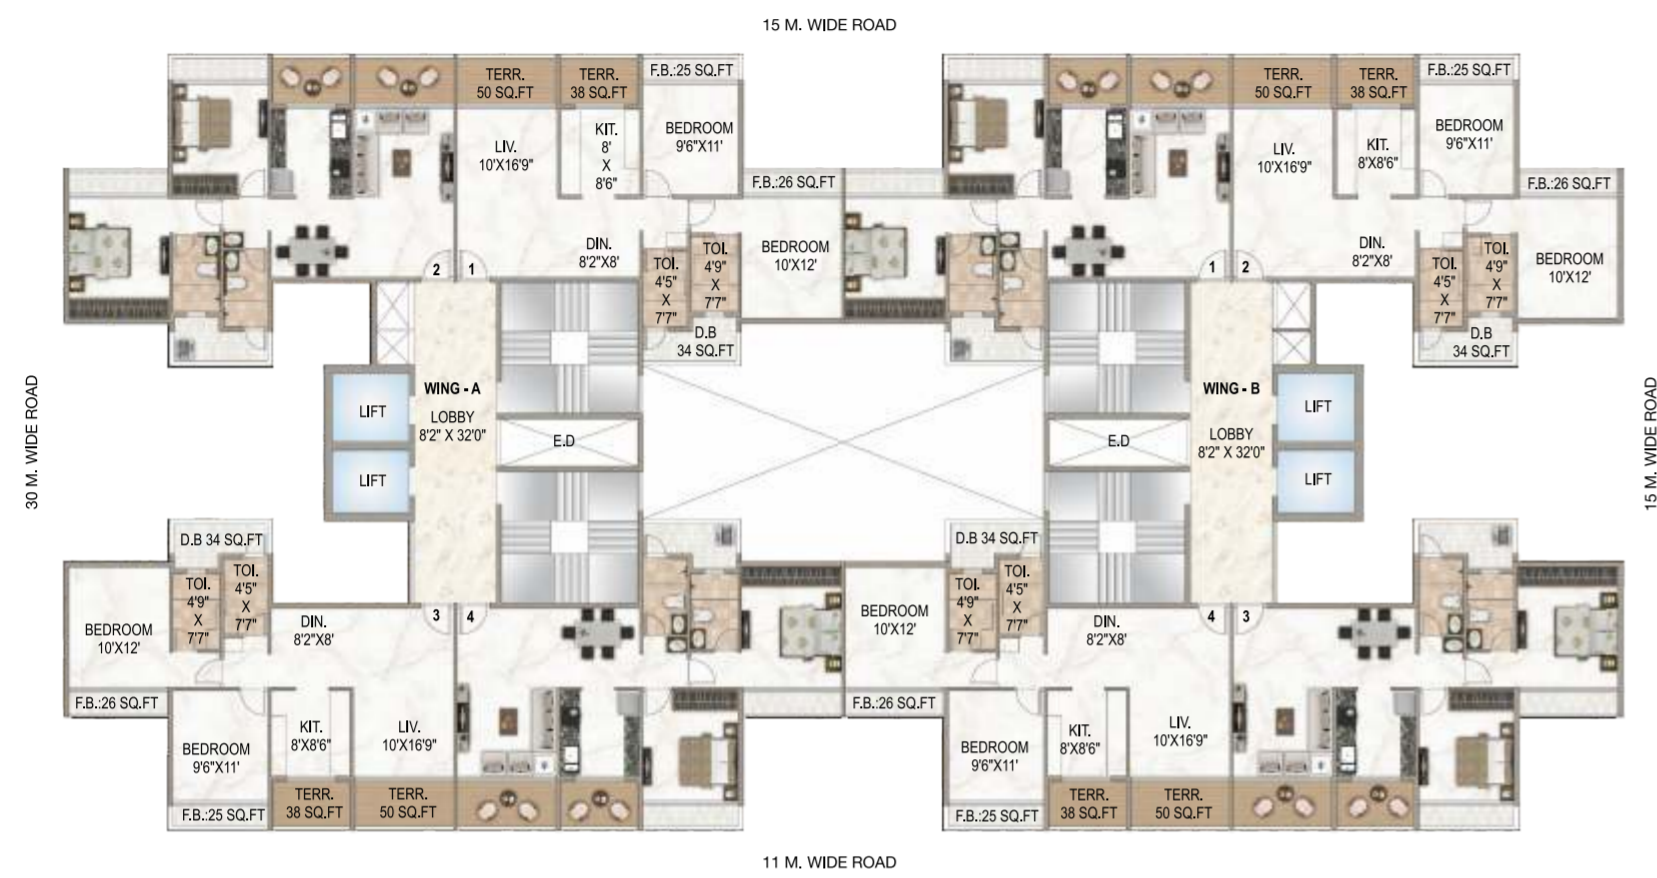 15 M. WIDE ROAD
TERR.
50 SQ.FT
TERR.
38 SQ.FT
F.B.:25 SQ.FT
LIV.
10'X16'9"
KIT.
8'
X
8'6"
BEDROOM
9'6"X11'
F.B.:26 SQ.FT
DIN.
8'2"X8'
TOI.
4'5"
X
7'7"
TOI.
4'9"
X
7'7"
BEDROOM
10'X12'
D.B
34 SQ.FT
2
1
TERR.
50 SQ.FT
TERR.
38 SQ.FT
F.B.:25 SQ.FT
LIV.
10'X16'9"
KIT.
8'X8'6"
BEDROOM
9'6"X11'
F.B.:26 SQ.FT
DIN.
8'2"X8'
TOI.
4'5"
X
7'7"
TOI.
4'9"
X
7'7"
BEDROOM
10'X12'
D.B
34 SQ.FT
1
2
30 M. WIDE ROAD
LIFT
LIFT
WING - A
LOBBY
8'2" X 32'0"
E.D
E.D
WING - B
LOBBY
8'2" X 32'0"
LIFT
LIFT
15 M. WIDE ROAD
D.B 34 SQ.FT
TOI.
4'9"
X
7'7"
TOI.
4'5"
X
7'7"
BEDROOM
10'X12'
DIN.
8'2"X8'
3
4
F.B.:26 SQ.FT
BEDROOM
9'6"X11'
KIT.
8'X8'6"
LIV.
10'X16'9"
F.B.:25 SQ.FT
TERR.
38 SQ.FT
TERR.
50 SQ.FT
D.B 34 SQ.FT
TOI.
4'9"
X
7'7"
TOI.
4'5"
X
7'7"
BEDROOM
10'X12'
DIN.
8'2"X8'
4
3
F.B.:26 SQ.FT
BEDROOM
9'6"X11'
KIT.
8'X8'6"
LIV.
10'X16'9"
F.B.:25 SQ.FT
TERR.
38 SQ.FT
TERR.
50 SQ.FT
11 M. WIDE ROAD